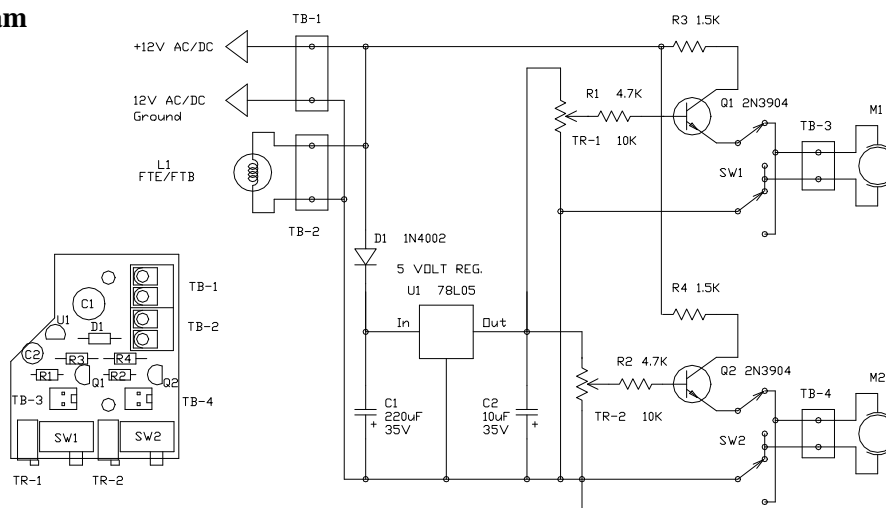 am
TB-1
+12V AC/DC
12V AC/DC
Ground
L1
FTE/FTB
TB-2
D1 1N4002
5 VOLT REG.
U1 78L05
In
Out
C1
220uF
35V
+
C2
10uF
35V
+
R3 1.5K
R1 4.7K
Q1 2N3904
TR-1 10K
SW1
TB-3
M1
R4 1.5K
R2 4.7K
Q2 2N3904
TR-2 10K
SW2
TB-4
M2
C1
U1
D1
C2
R3
R4
R1
Q1
R2
Q2
TB-1
TB-2
TB-3
TB-4
SW1
SW2
TR-1
TR-2